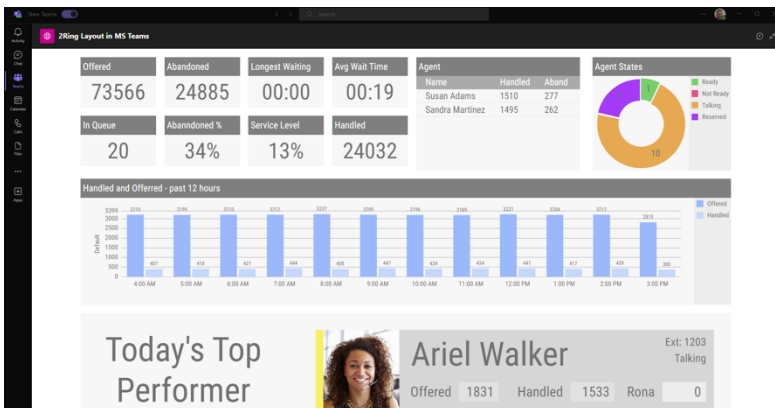 New Teams
Search
2Ring Layout in MS Teams
Activity
Chat
Teams
Calendar
Calls
Files
Apps
Offered
73566
Abandoned
24885
Longest Waiting
00:00
Avg Wait Time
00:19
In Queue
20
Abanndoned %
34%
Service Level
13%
Handled
24032
Agent
Name Handled Aband
Susan Adams 1510 277
Sandra Martinez 1495 262
Agent States
1
10
Ready
Not Ready
Talking
Reserved
Handled and Offerred - past 12 hours
Default
3399
3000
2500
2000
1500
1000
500
0
3210 3199 3210 3212 3237 3209 3196 3189 3231 3204 3212 2819
407 418 421 444 408 447 424 434 441 417 439 380
4:00 AM 5:00 AM 6:00 AM 7:00 AM 8:00 AM 9:00 AM 10:00 AM 11:00 AM 12:00 PM 1:00 PM 2:00 PM 3:00 PM
Offered
Handled
Today's Top
Performer
Ariel Walker
Ext: 1203
Talking
Offered 1831 Handled 1533 Rona 0